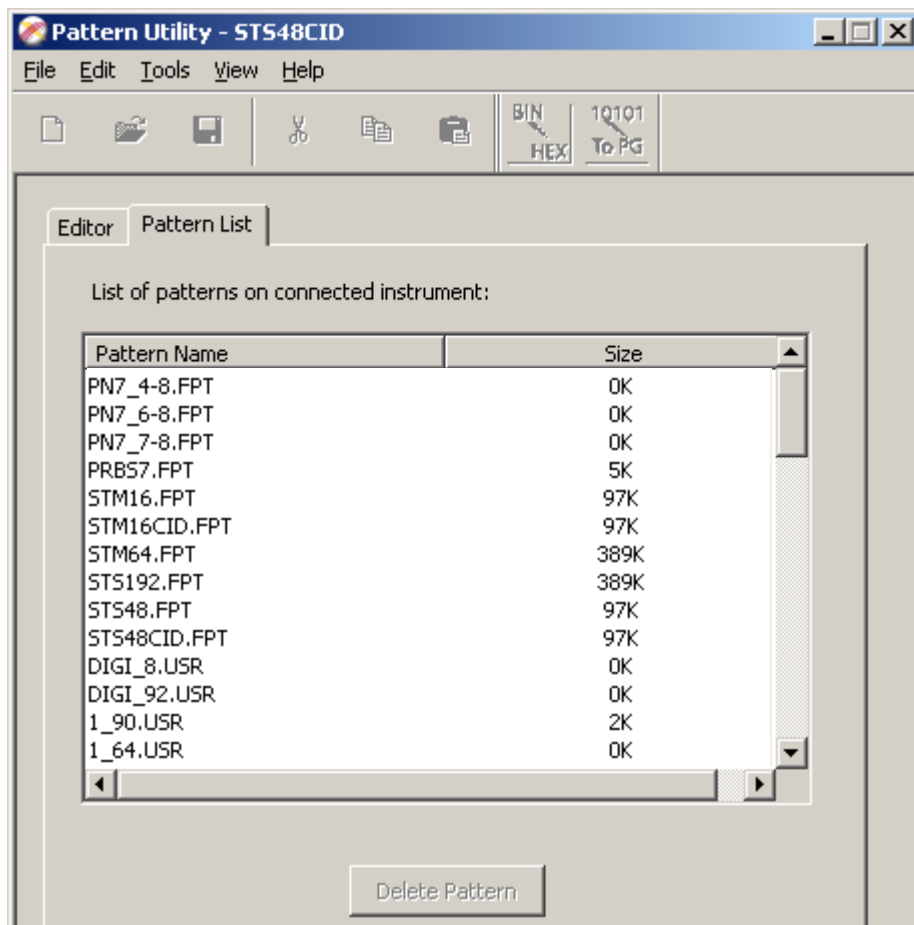 Pattern Utility - STS48CID
File Edit Tools View Help
BIN HEX 10101 To PG
Editor Pattern List
List of patterns on connected instrument:
Pattern Name Size
PN7_4-8.FPT 0K
PN7_6-8.FPT 0K
PN7_7-8.FPT 0K
PRBS7.FPT 5K
STM16.FPT 97K
STM16CID.FPT 97K
STM64.FPT 389K
STS192.FPT 389K
STS48.FPT 97K
STS48CID.FPT 97K
DIGI_8.USR 0K
DIGI_92.USR 0K
1_90.USR 2K
1_64.USR 0K
Delete Pattern